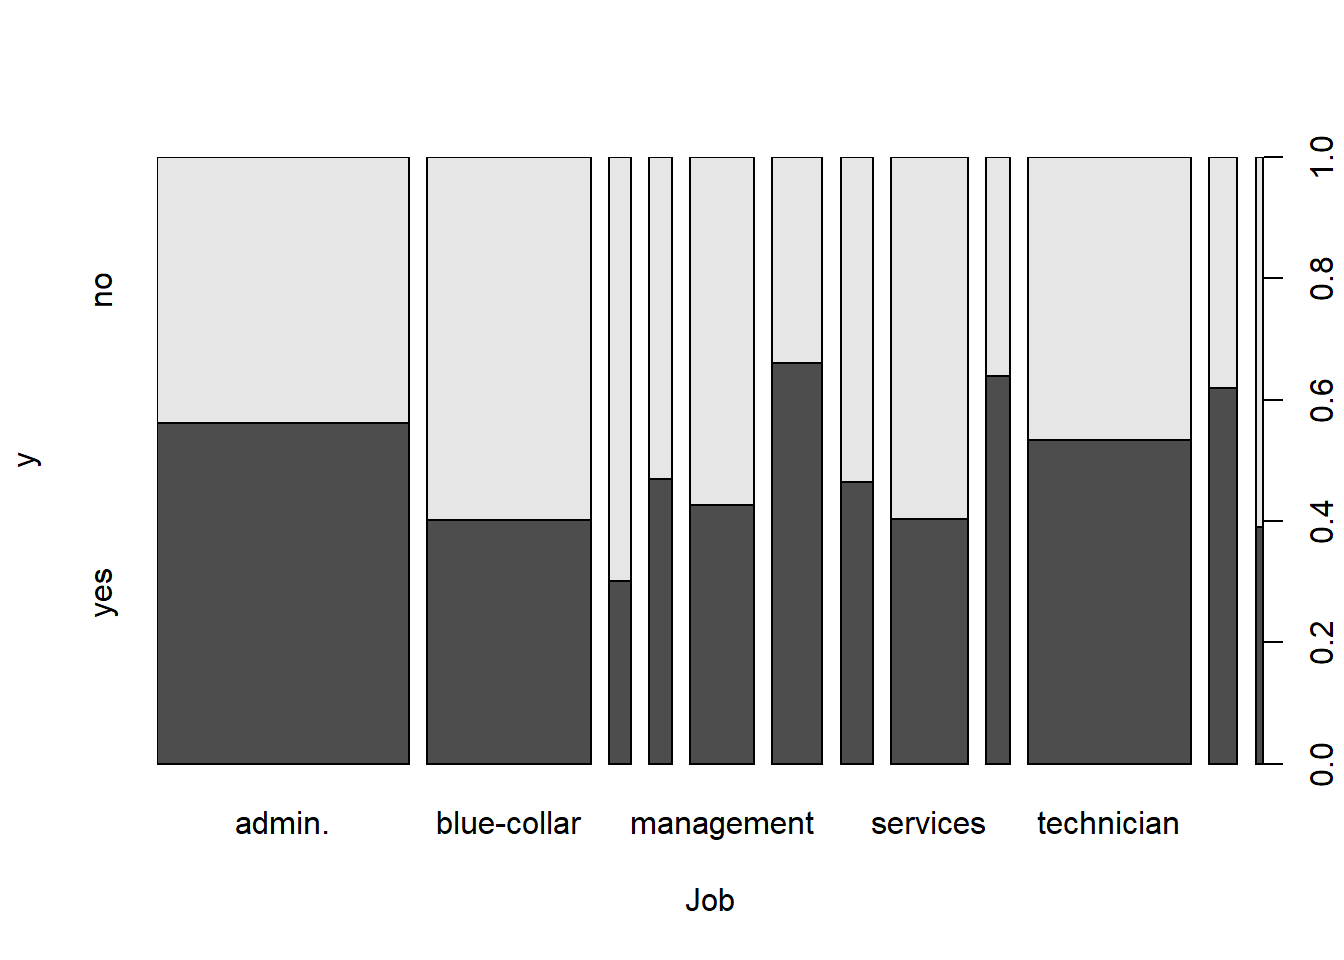 no
yes
y
1.0
0.8
0.6
0.4
0.2
0.0
admin. blue-collar management services technician
Job